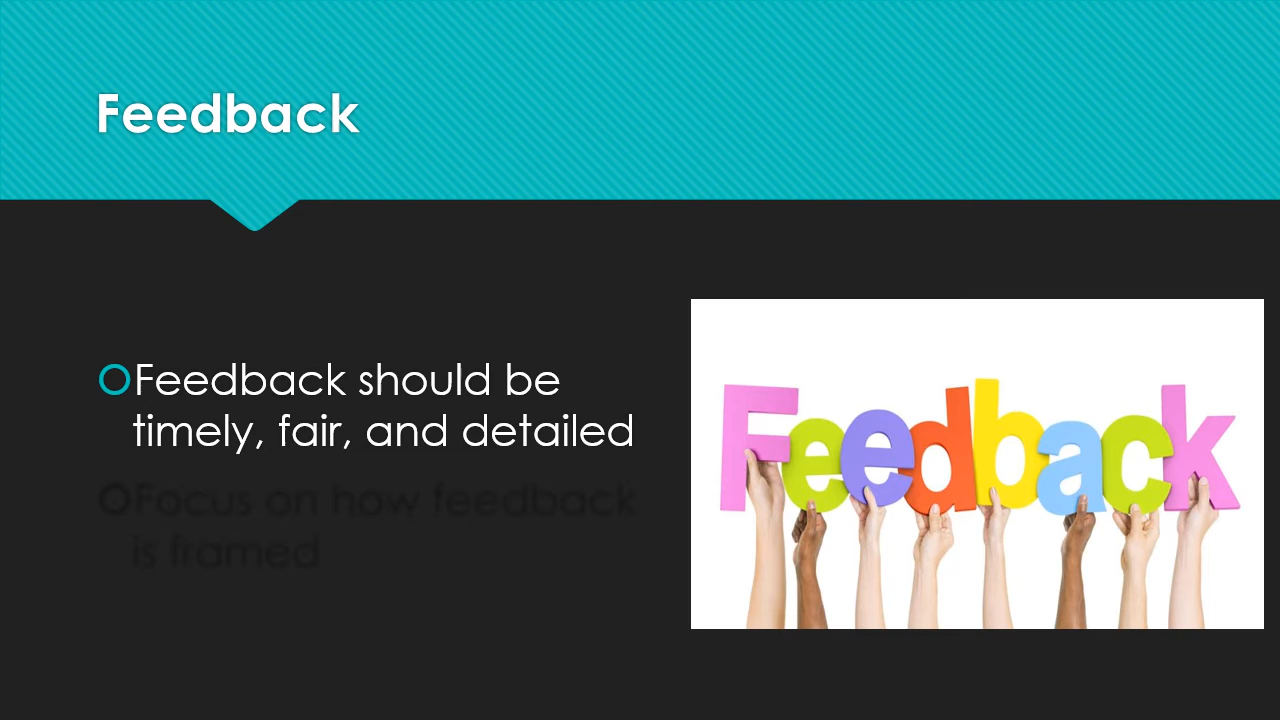 Feedback
Feedback should be
timely, fair, and detailed
Focus on how feedback
is framed
Feedback